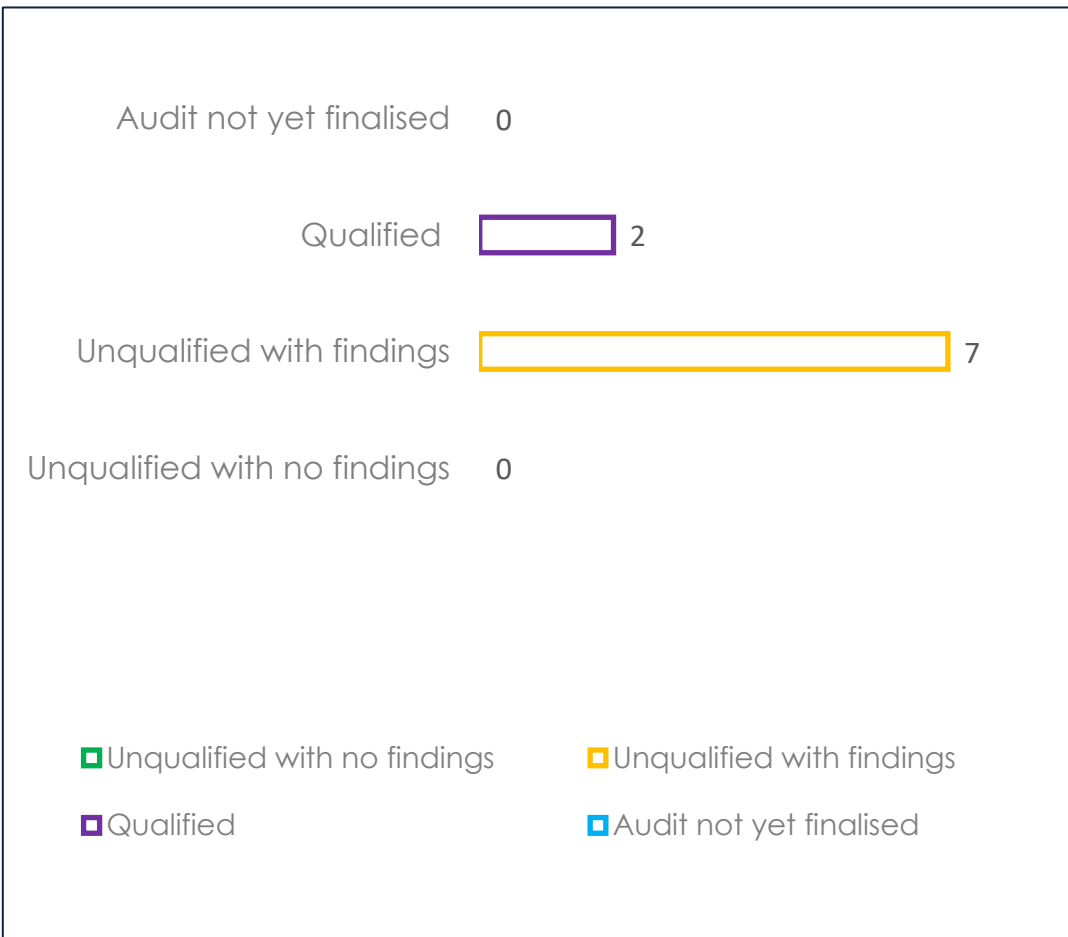 Audit not yet finalised 0
Qualified 2
Unqualified with findings 7
Unqualified with no findings 0
Unqualified with no findings Unqualified with findings
Qualified Audit not yet finalised